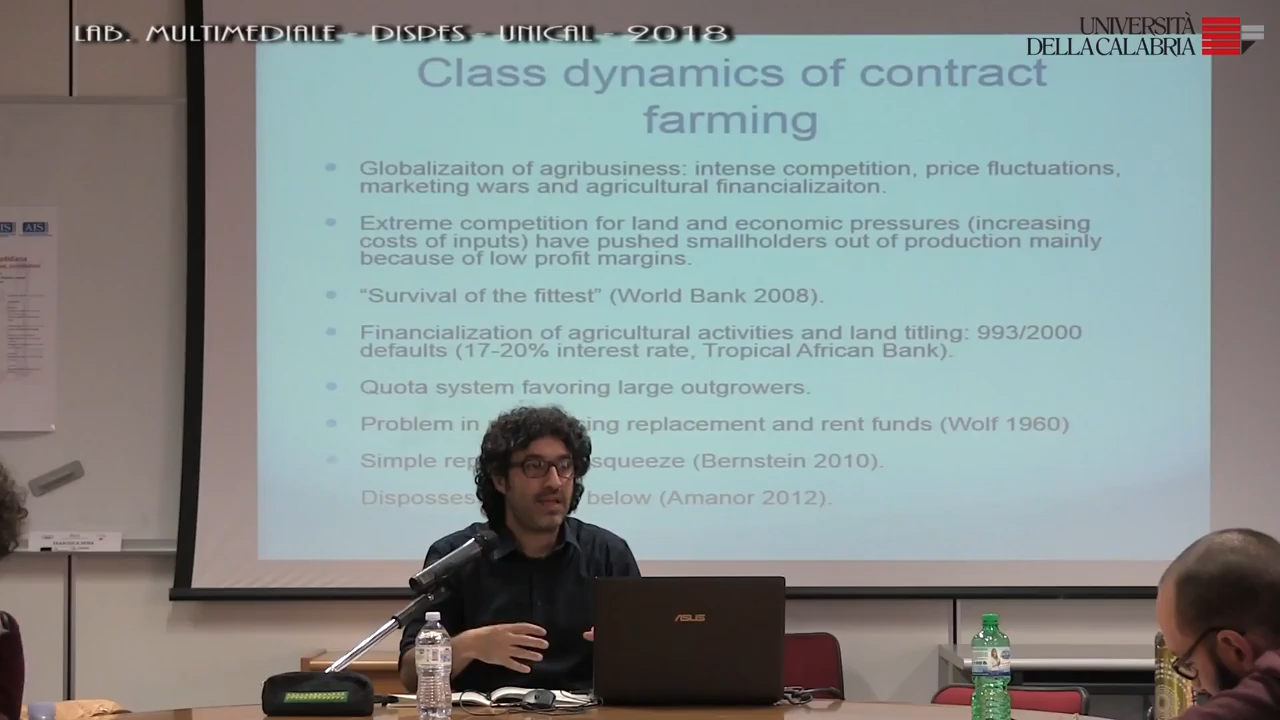 LAB. MULTIMEDIALE - DISPES - UNICAL - 2018
UNIVERSITÀ
DELLA CALABRIA
Class dynamics of contract
farming
Globalizaiton of agribusiness: intense competition, price fluctuations,
marketing wars and agricultural financializaiton.
Extreme competition for land and economic pressures (increasing
costs of inputs) have pushed smallholders out of production mainly
because of low profit margins.
“Survival of the fittest” (World Bank 2008).
Financialization of agricultural activities and land titling: 993/2000
defaults (17-20% interest rate, Tropical African Bank).
Quota system favoring large outgrowers.
Problem in replacement and rent funds (Wolf 1960)
Simple squeeze (Bernstein 2010).
below (Amanor 2012).
AIS
ASUS